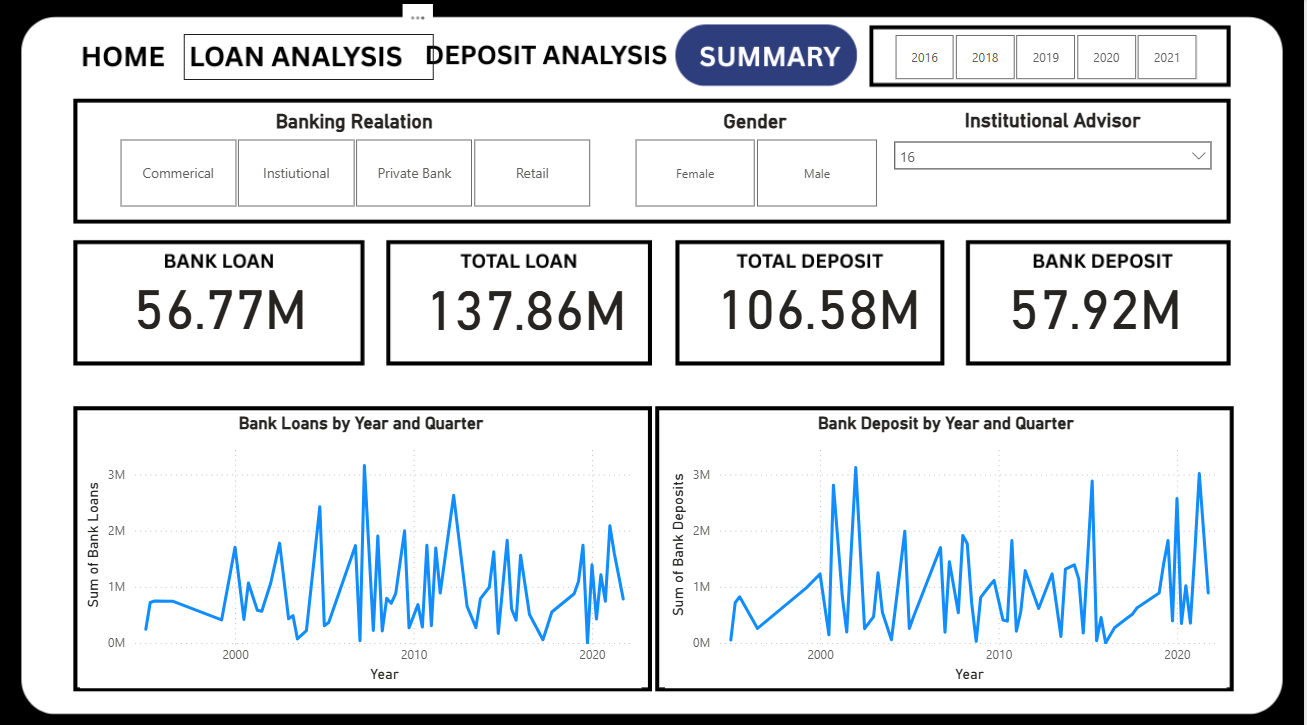 HOME LOAN ANALYSIS DEPOSIT ANALYSIS SUMMARY 2016 2018 2019 2020 2021
Banking Realation Gender Institutional Advisor
Commerical Instiutional Private Bank Retail Female Male 16
BANK LOAN TOTAL LOAN TOTAL DEPOSIT BANK DEPOSIT
56.77M 137.86M 106.58M 57.92M
Bank Loans by Year and Quarter
Sum of Bank Loans
3M
2M
1M
0M
2000 2010 2020
Year
Bank Deposit by Year and Quarter
Sum of Bank Deposits
3M
2M
1M
0M
2000 2010 2020
Year